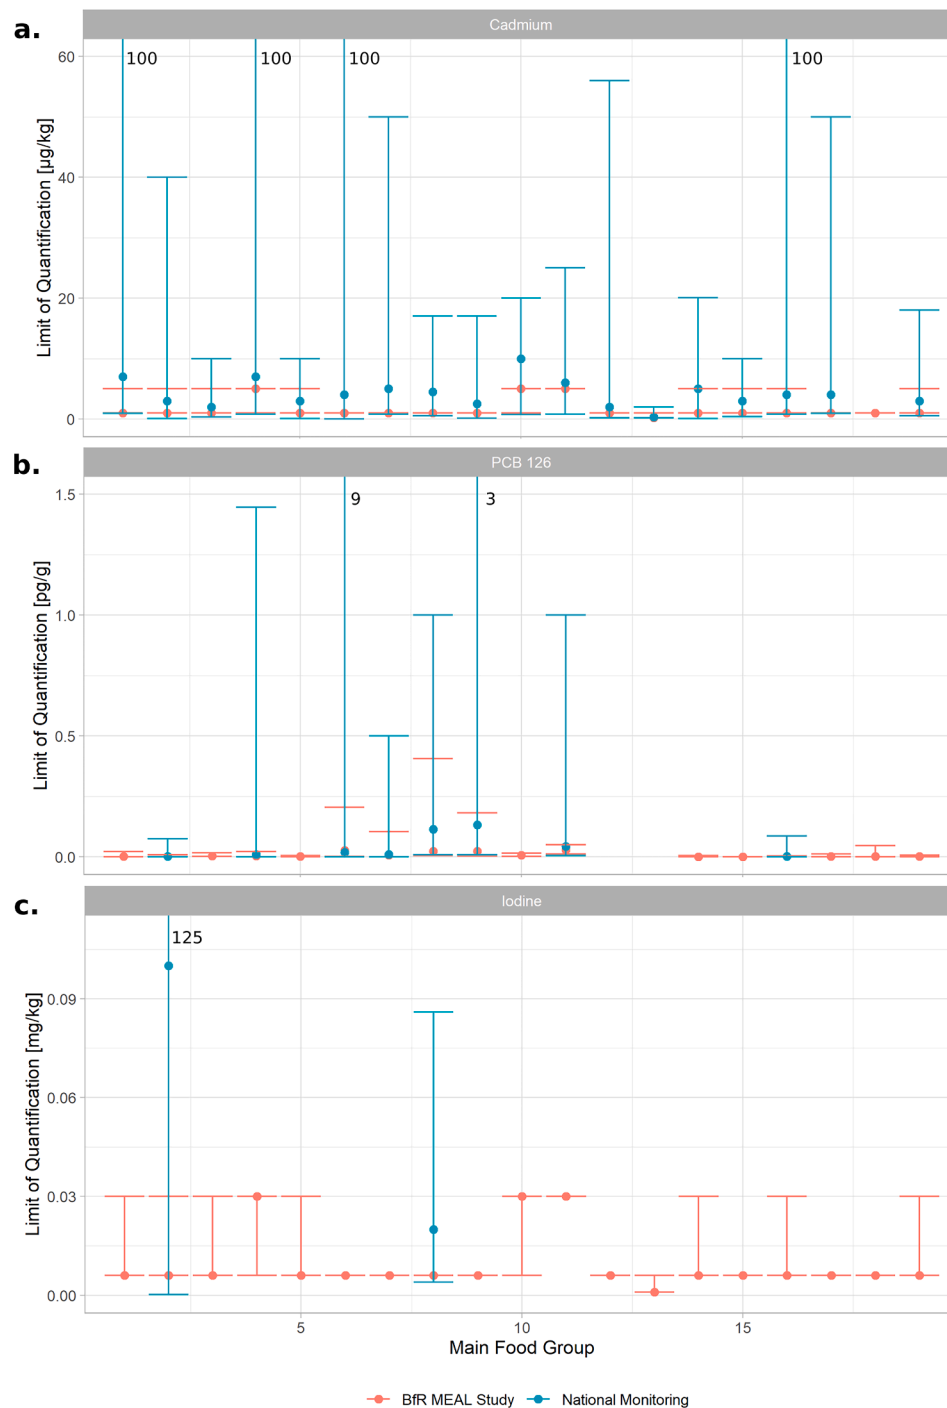 a.
Cadmium
100
100
100
100
60
40
20
0
Limit of Quantification [µg/kg]
b.
PCB 126
9
3
1.5
1.0
0.5
0.0
Limit of Quantification [pg/g]
c.
Iodine
125
0.09
0.06
0.03
0.00
Limit of Quantification [mg/kg]
5
10
15
Main Food Group
BfR MEAL Study
National Monitoring